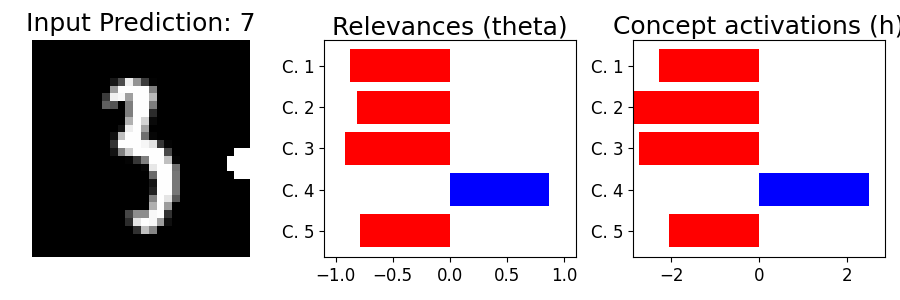 Input Prediction: 7
3
Relevances (theta)
C. 1
C. 2
C. 3
C. 4
C. 5
−1.0 −0.5 0.0 0.5 1.0
Concept activations (h)
C. 1
C. 2
C. 3
C. 4
C. 5
−2 0 2